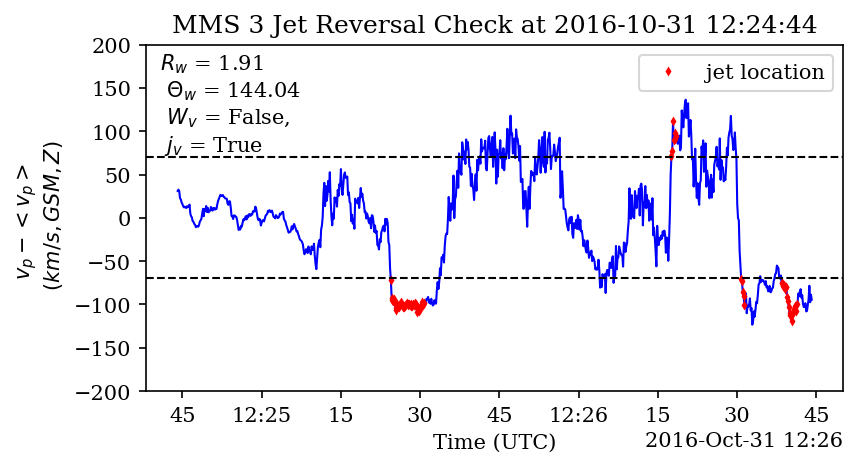 MMS 3 Jet Reversal Check at 2016-10-31 12:24:44
R_w = 1.91
Θ_w = 144.04
W_v = False,
j_v = True
jet location
200
150
100
50
0
−50
−100
−150
−200
v_p − < v_p >
(km/s, GSM, Z)
45 12:25 15 30 45 12:26 15 30 45
Time (UTC)
2016-Oct-31 12:26